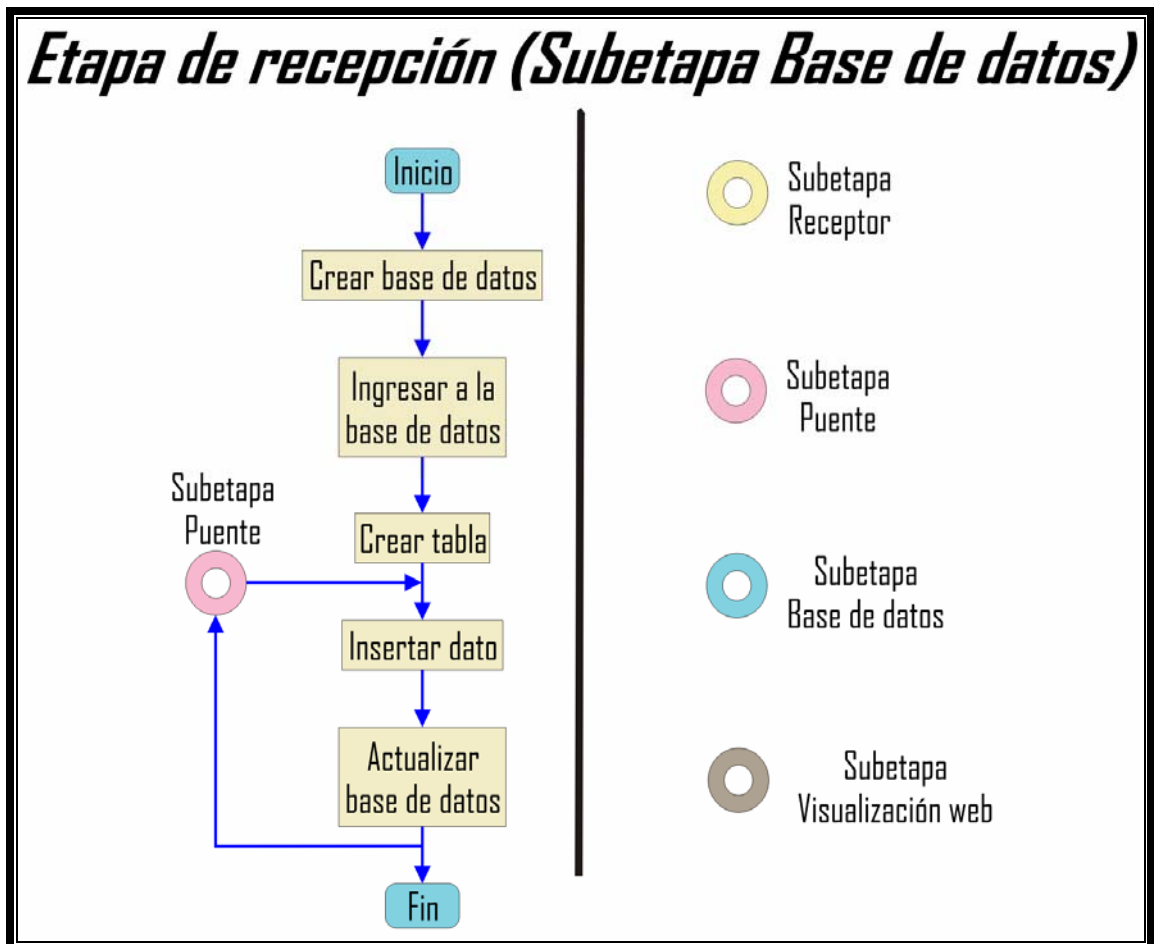 Etapa de recepción (Subetapa Base de datos)
Inicio
Crear base de datos
Ingresar a la
base de datos
Subetapa
Puente
Crear tabla
Insertar dato
Actualizar
base de datos
Fin
Subetapa
Receptor
Subetapa
Puente
Subetapa
Base de datos
Subetapa
Visualización web